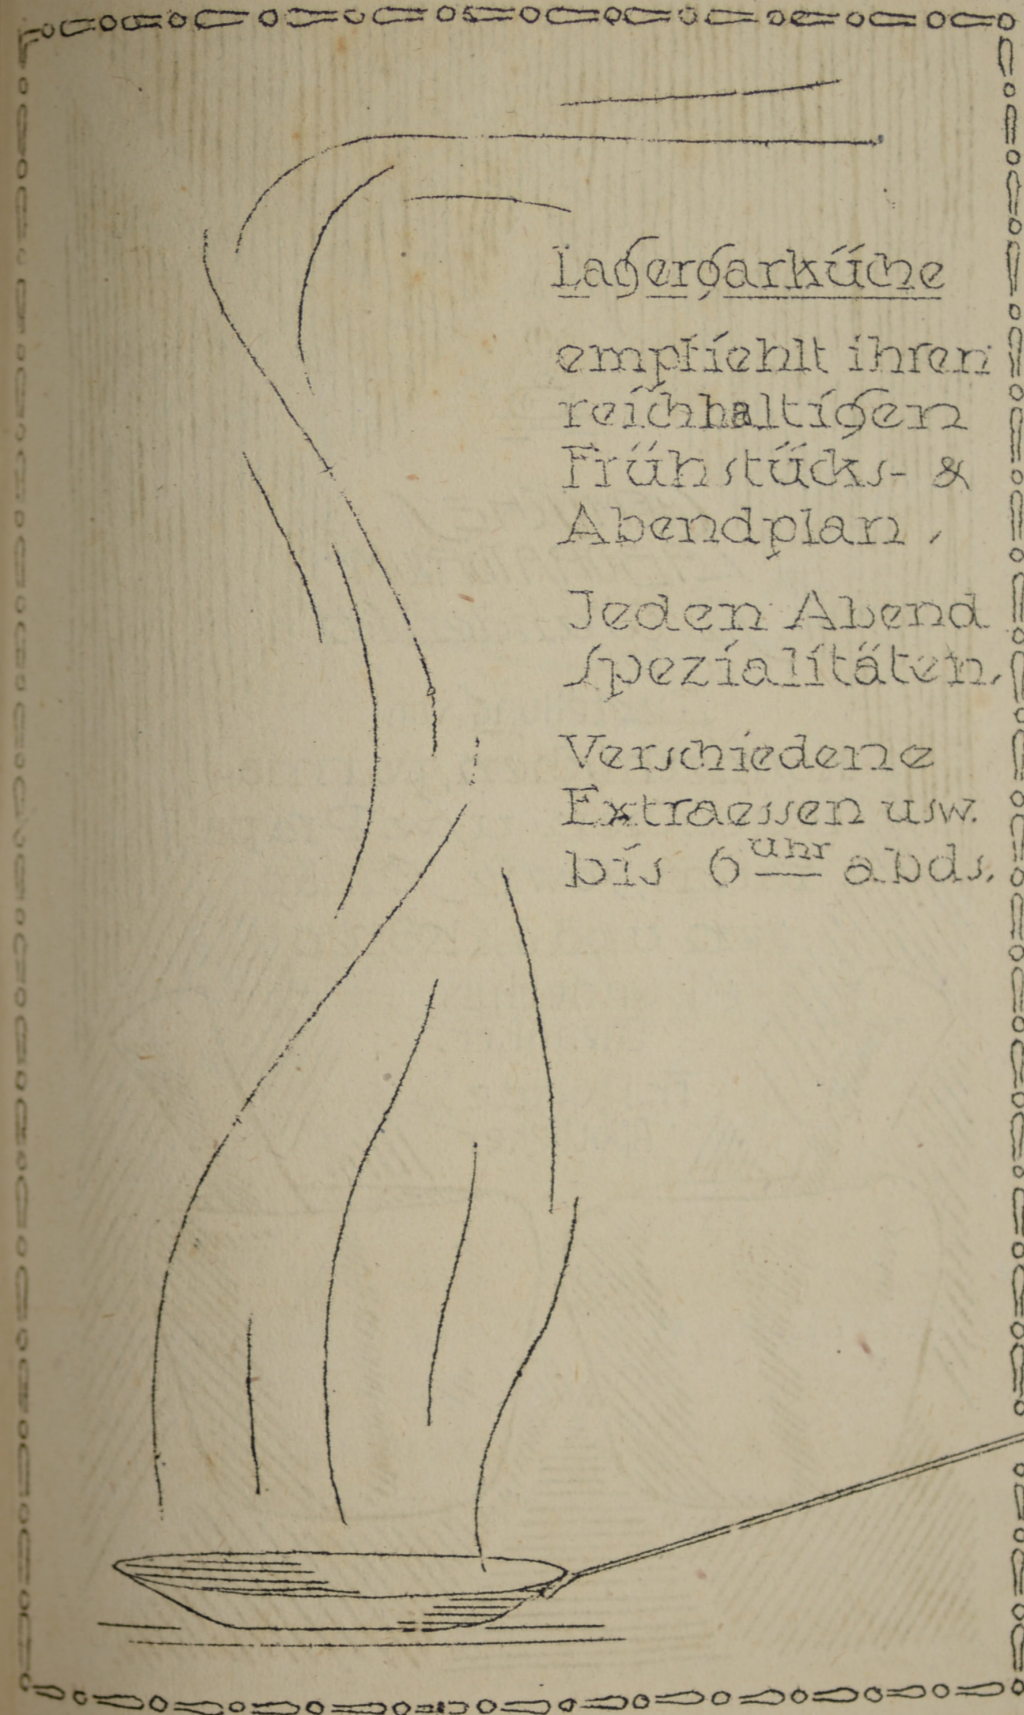 Lagergarküche
empfiehlt ihren
reichhaltigen
Frühstücks- &
Abendplan.
Jeden Abend
Spezialitäten.
Verschiedene
Extraessen usw.
bis 6 uhr abds.